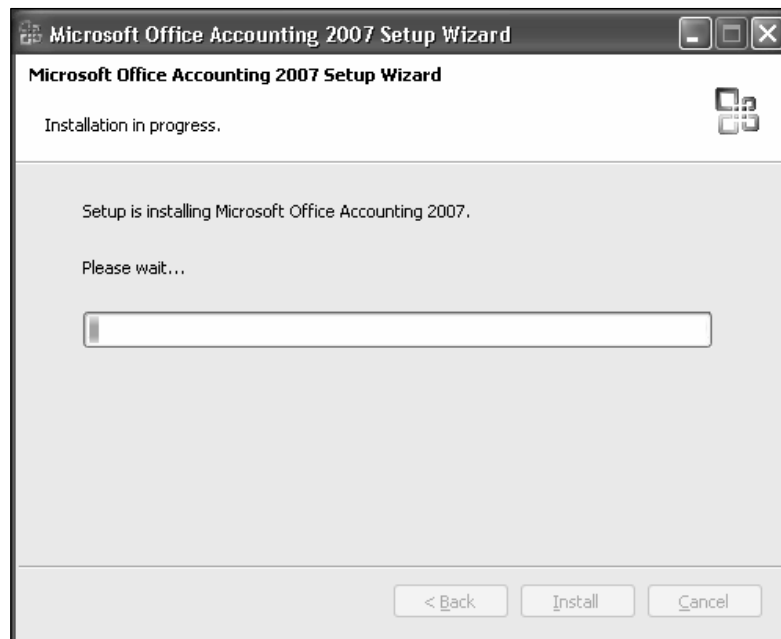 Microsoft Office Accounting 2007 Setup Wizard
Microsoft Office Accounting 2007 Setup Wizard
Installation in progress.
Setup is installing Microsoft Office Accounting 2007.
Please wait...
< Back Install Cancel